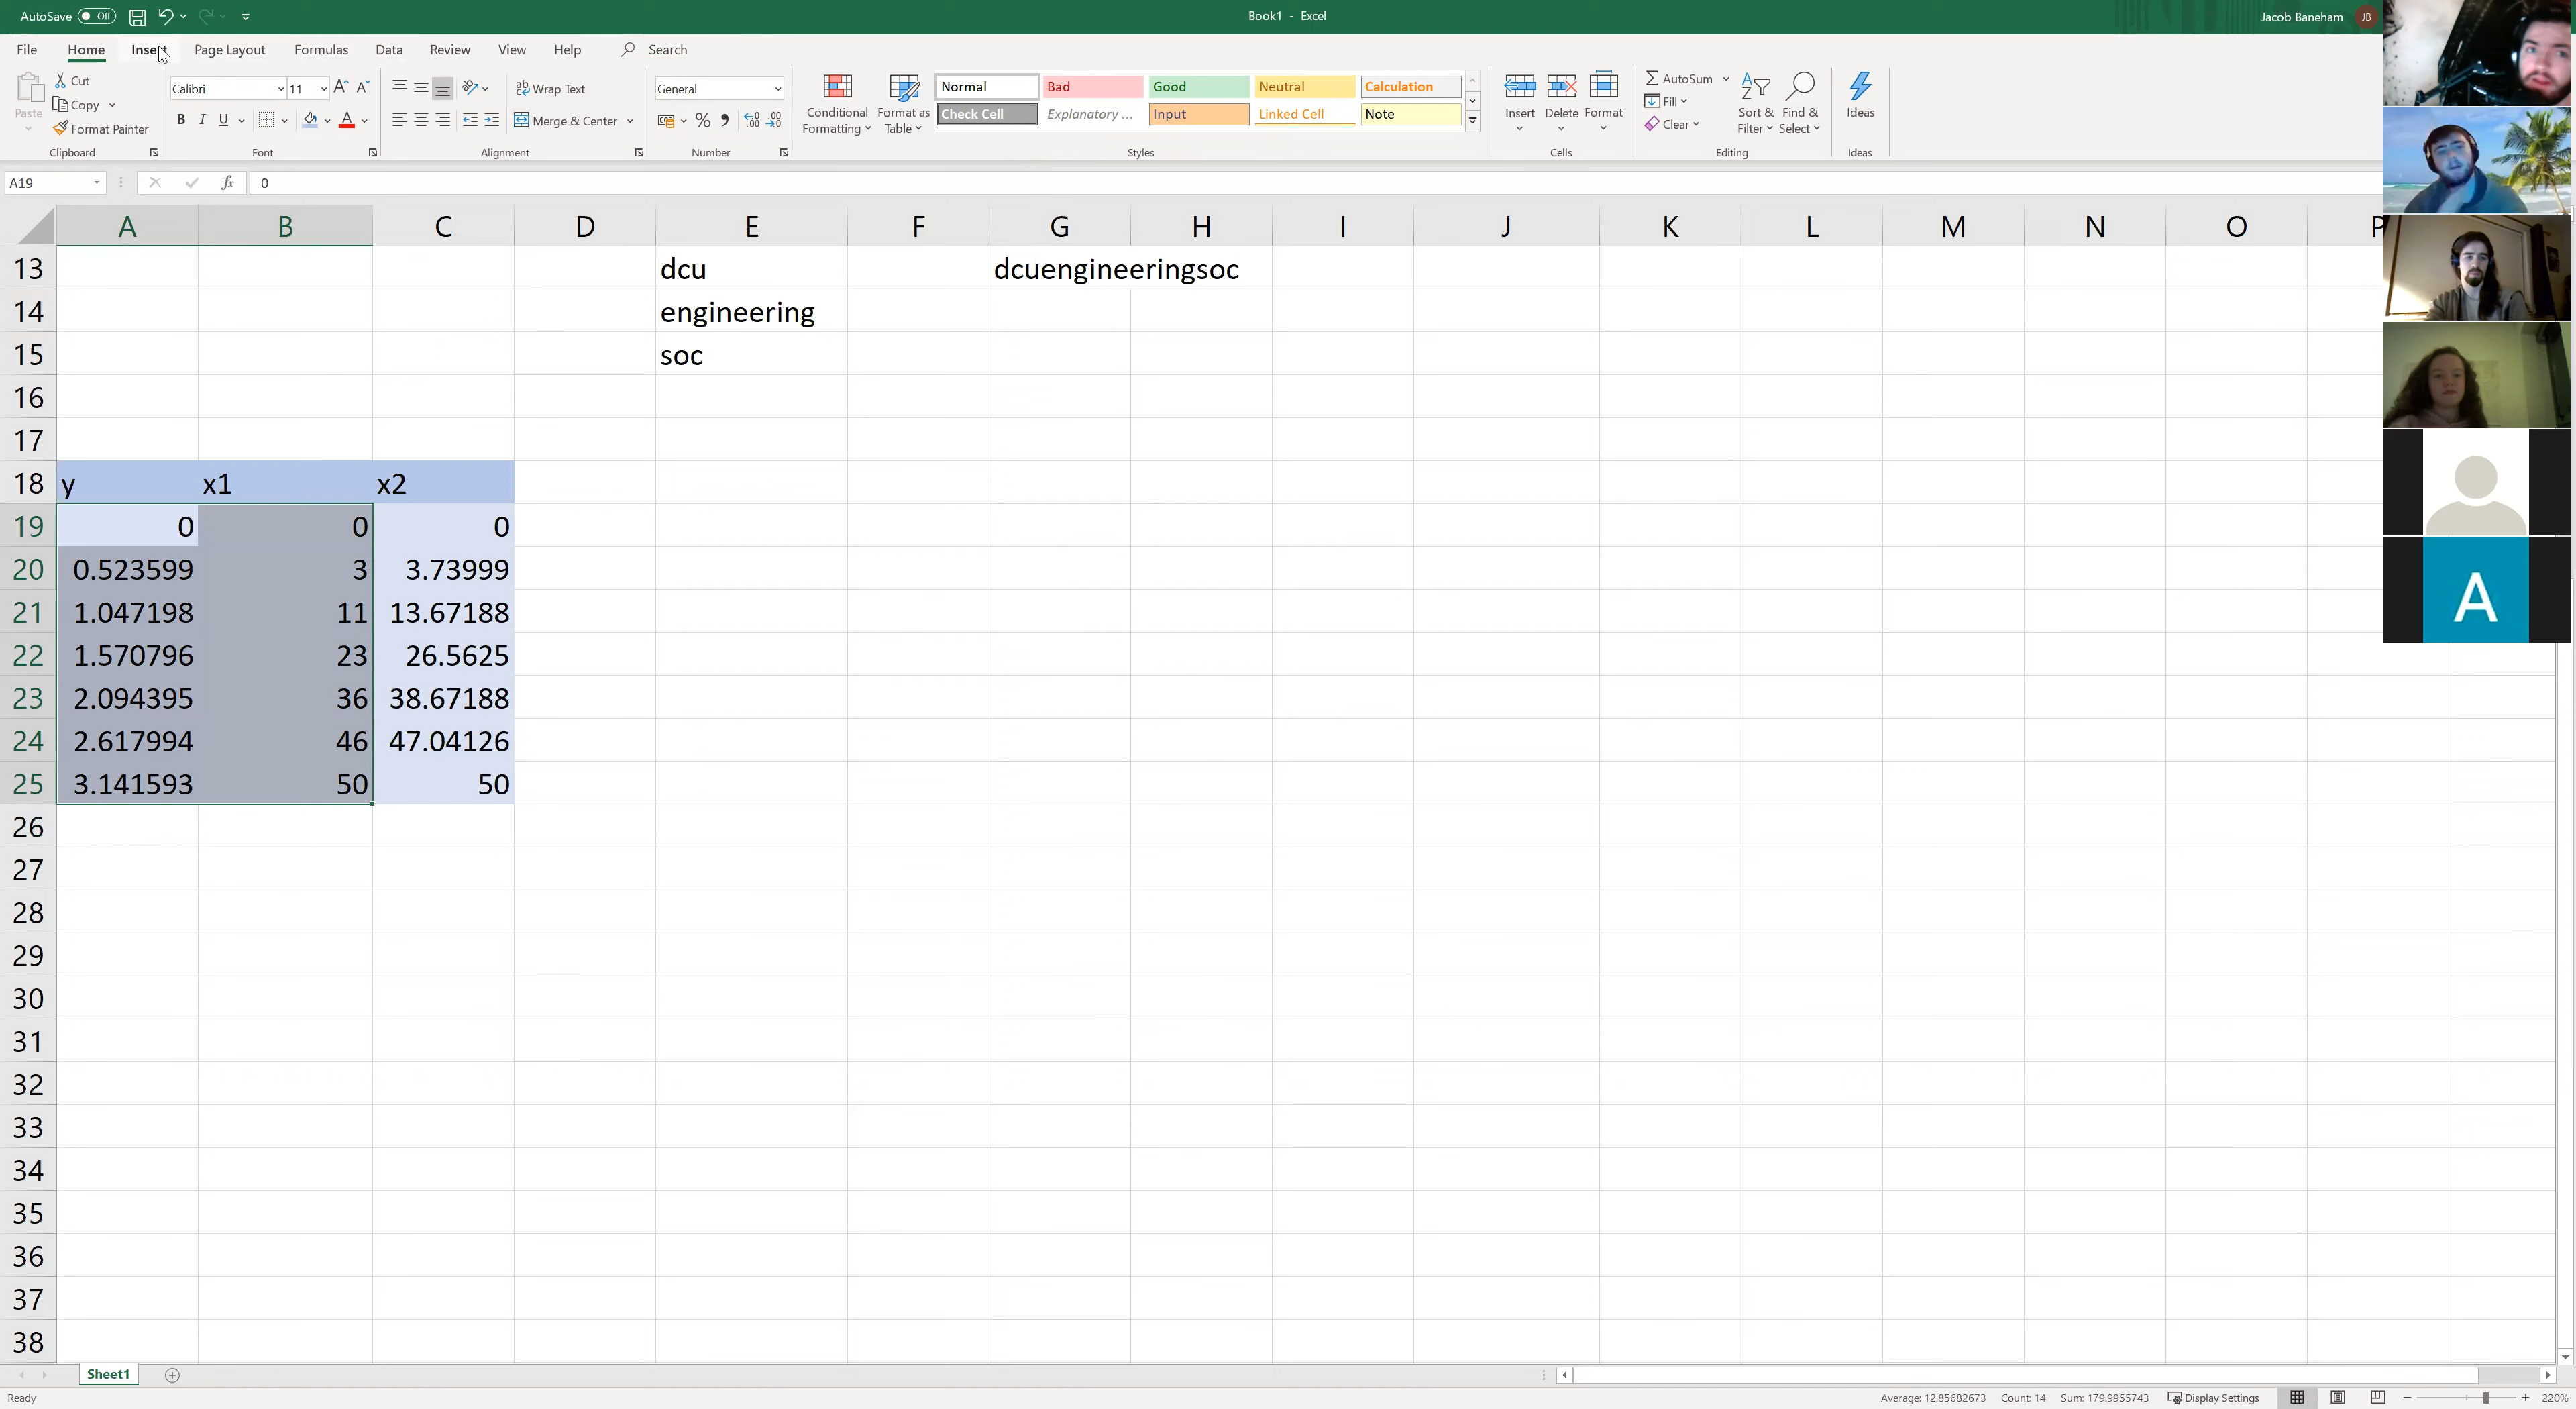 AutoSave Off Book1 - Excel Jacob Baneham JB
File Home Insert Page Layout Formulas Data Review View Help Search
Paste Cut Copy Format Painter Clipboard
Calibri 11 B I U A Font
ab Wrap Text Merge & Center Alignment
General % Number
Conditional Formatting Format as Table
Normal Bad Good Neutral Calculation
Check Cell Explanatory ... Input Linked Cell Note
Styles
Insert Delete Format Cells
AutoSum Fill Clear Sort & Filter Find & Select Editing
Ideas Ideas
A19 fx 0
A B C D E F G H I J K L M N O P
13 dcu dcuengineeringsoc
14 engineering
15 soc
16
17
18 y x1 x2
19 0 0 0
20 0.523599 3 3.73999
21 1.047198 11 13.67188
22 1.570796 23 26.5625
23 2.094395 36 38.67188
24 2.617994 46 47.04126
25 3.141593 50 50
26
27
28
29
30
31
32
33
34
35
36
37
38
A
Sheet1
Ready Average: 12.85682673 Count: 14 Sum: 179.9955743 Display Settings 220%